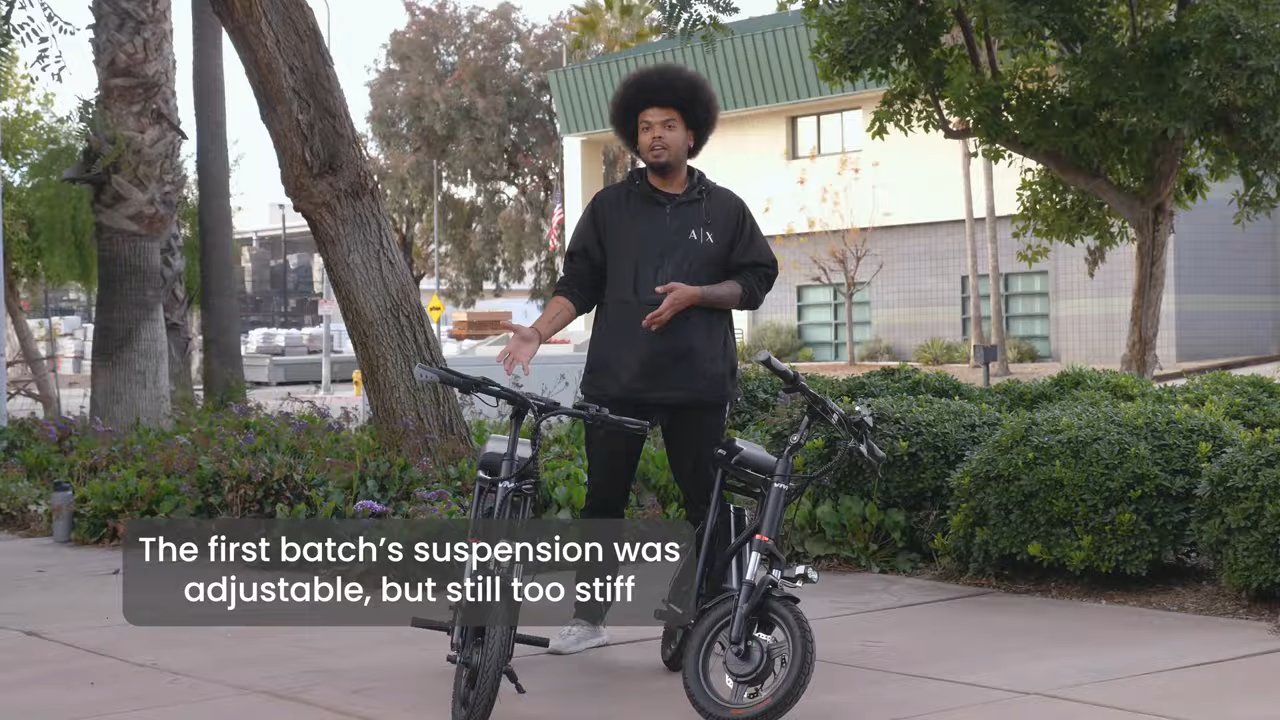 A|X
The first batch's suspension was
adjustable, but still too stiff